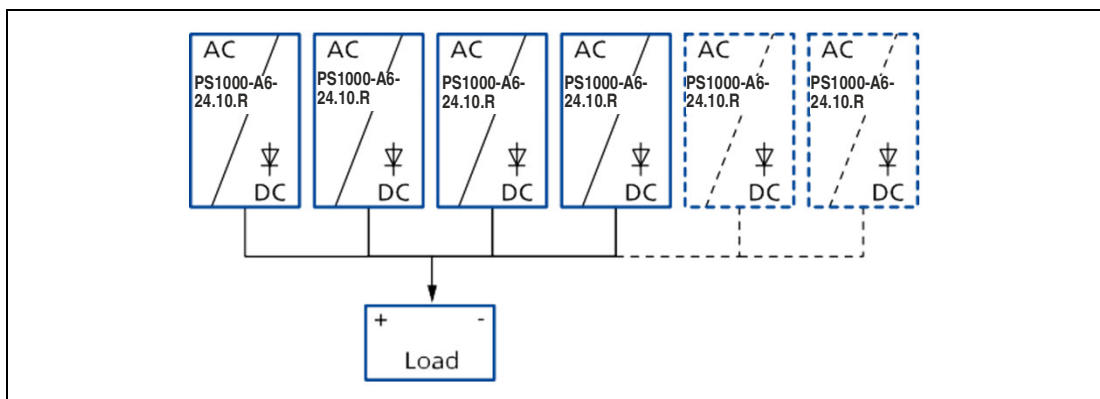 AC
PS1000-A6-
24.10.R
DC
AC
PS1000-A6-
24.10.R
DC
AC
PS1000-A6-
24.10.R
DC
AC
PS1000-A6-
24.10.R
DC
AC
PS1000-A6-
24.10.R
DC
AC
PS1000-A6-
24.10.R
DC
+ -
Load